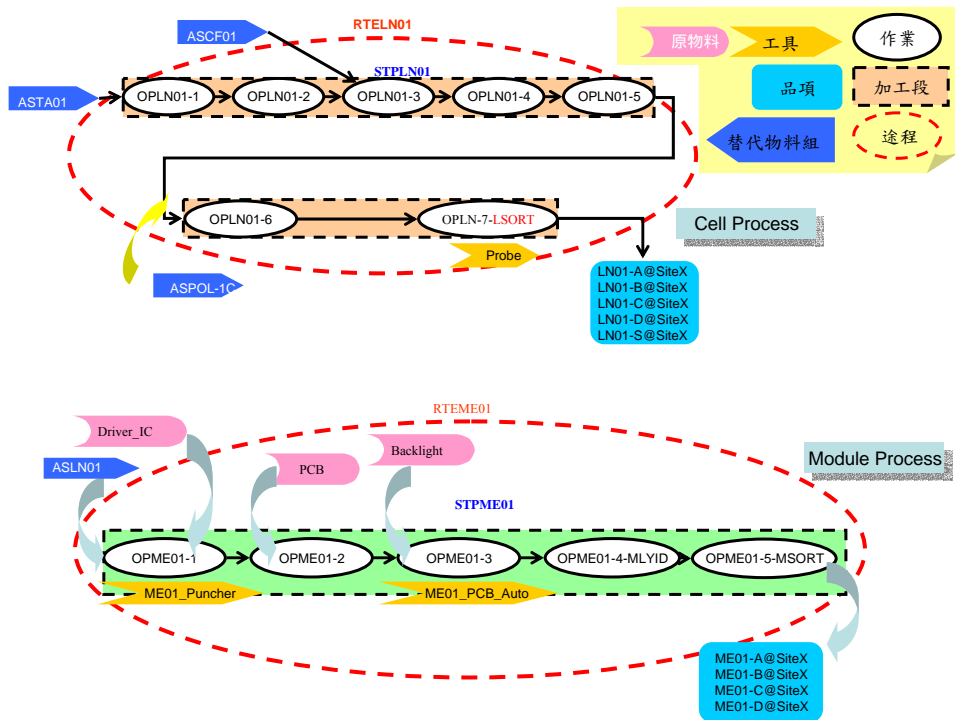 RTELN01
ASCF01
原物料
工具
作業
STPLN01
品項
加工段
ASTA01
OPLN01-1
OPLN01-2
OPLN01-3
OPLN01-4
OPLN01-5
替代物料組
途程
OPLN01-6
OPLN-7-LSORT
Cell Process
Probe
ASPOL-1C
LN01-A@SiteX
LN01-B@SiteX
LN01-C@SiteX
LN01-D@SiteX
LN01-S@SiteX
RTEME01
Driver_IC
Backlight
ASLN01
PCB
Module Process
STPME01
OPME01-1
OPME01-2
OPME01-3
OPME01-4-MLYID
OPME01-5-MSORT
ME01_Puncher
ME01_PCB_Auto
ME01-A@SiteX
ME01-B@SiteX
ME01-C@SiteX
ME01-D@SiteX